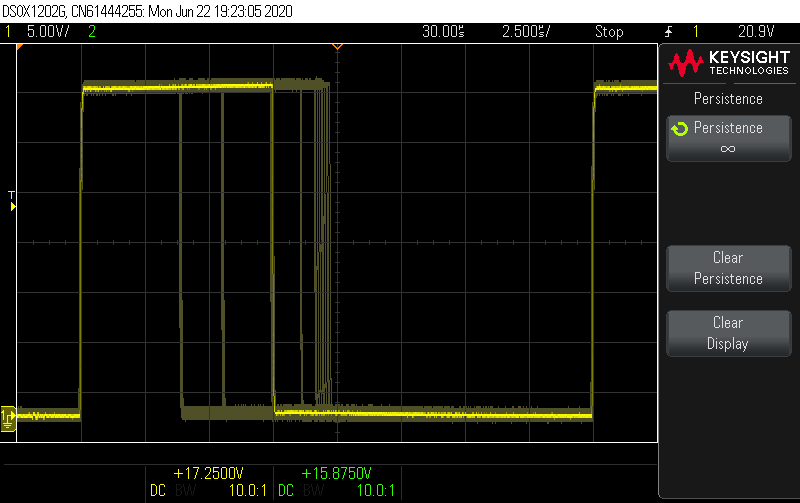 DSOX1202G, CN61444255: Mon Jun 22 19:23:05 2020
1 5.00V/ 2 30.00s 2.500s/ Stop 1 20.9V
KEYSIGHT
TECHNOLOGIES
Persistence
Persistence
∞
T
Clear
Persistence
Clear
Display
1
+17.2500V +15.8750V
DC BW 10.0:1 DC BW 10.0:1